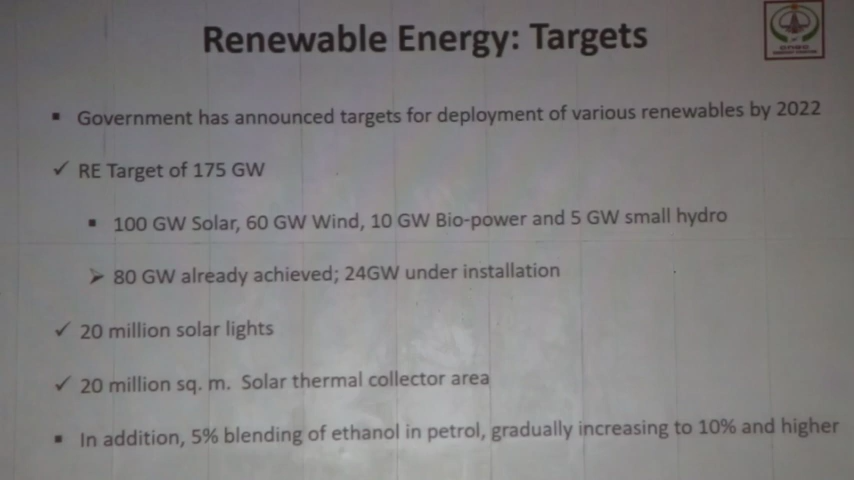 Renewable Energy: Targets
▪ Government has announced targets for deployment of various renewables by 2022
✓ RE Target of 175 GW
▪ 100 GW Solar, 60 GW Wind, 10 GW Bio-power and 5 GW small hydro
➢ 80 GW already achieved; 24GW under installation
✓ 20 million solar lights
✓ 20 million sq. m. Solar thermal collector area
▪ In addition, 5% blending of ethanol in petrol, gradually increasing to 10% and higher